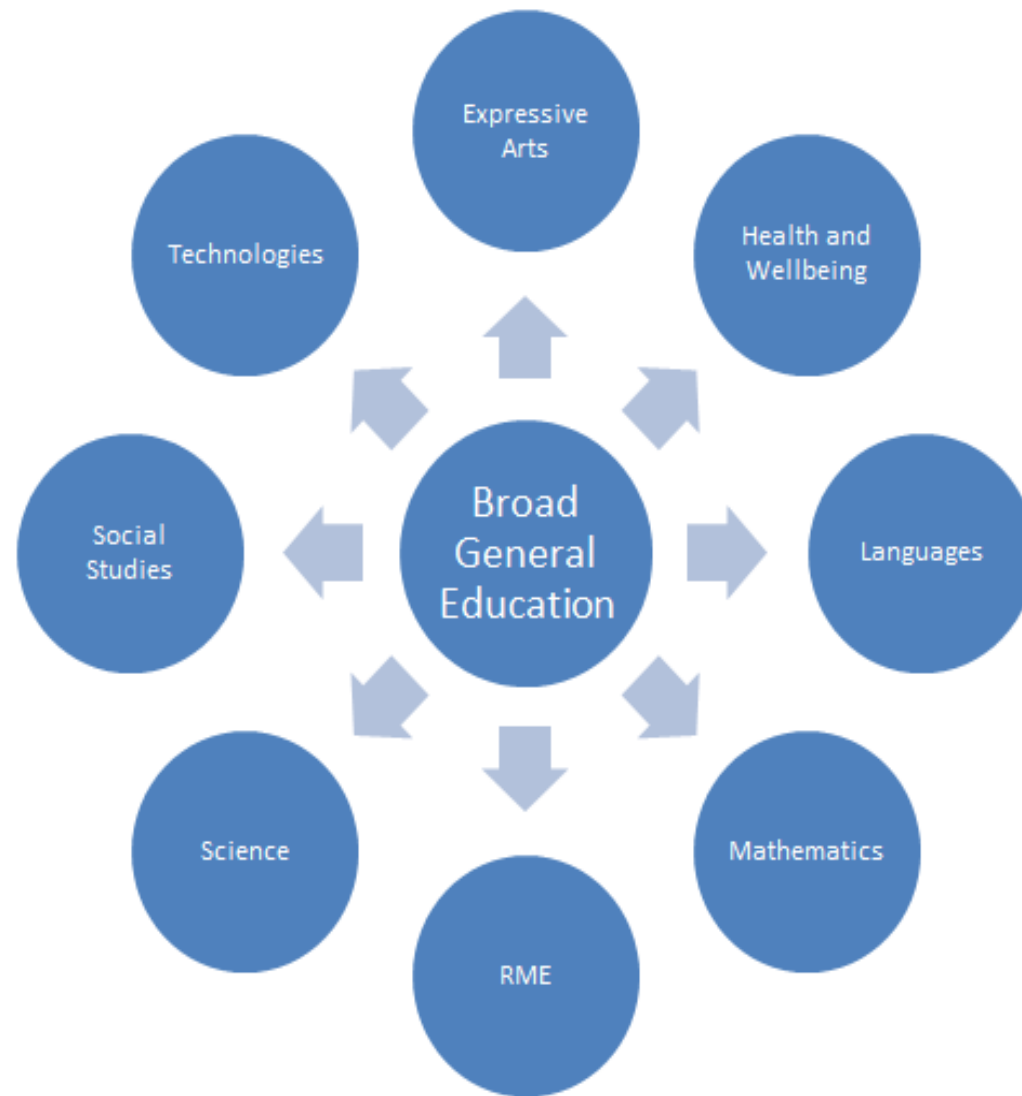 Expressive
Arts
Health and
Wellbeing
Languages
Mathematics
RME
Science
Social
Studies
Technologies
Broad
General
Education